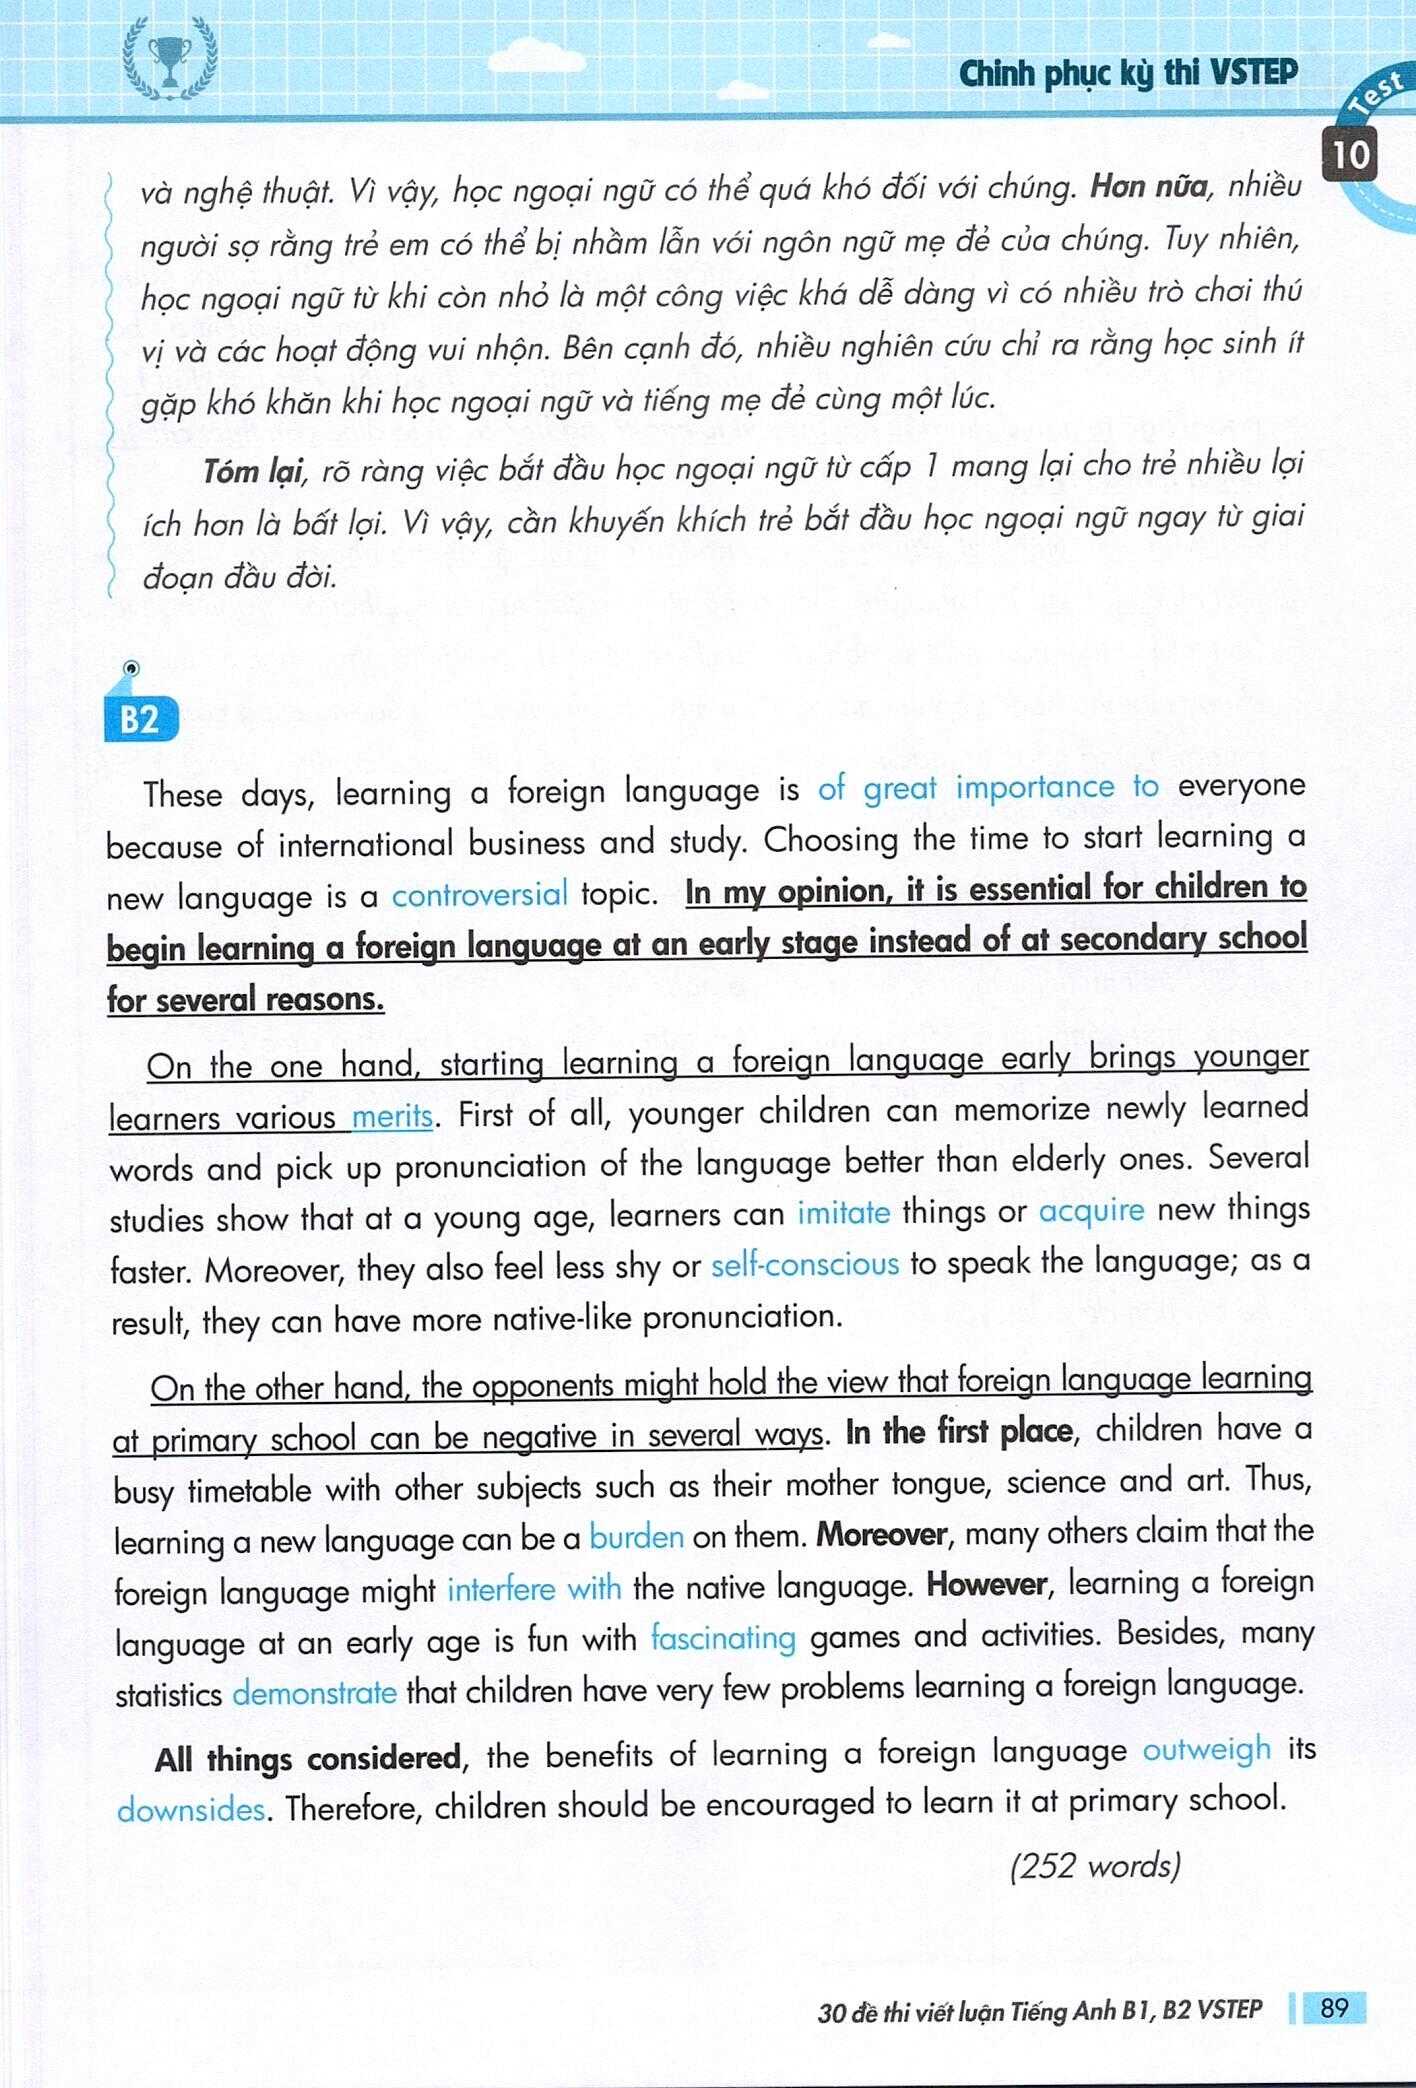 Chinh phục kỳ thi VSTEP
Test
10
và nghệ thuật. Vì vậy, học ngoại ngữ có thể quá khó đối với chúng. Hơn nữa, nhiều
người sợ rằng trẻ em có thể bị nhầm lẫn với ngôn ngữ mẹ đẻ của chúng. Tuy nhiên,
học ngoại ngữ từ khi còn nhỏ là một công việc khá dễ dàng vì có nhiều trò chơi thú
vị và các hoạt động vui nhộn. Bên cạnh đó, nhiều nghiên cứu chỉ ra rằng học sinh ít
gặp khó khăn khi học ngoại ngữ và tiếng mẹ đẻ cùng một lúc.
Tóm lại, rõ ràng việc bắt đầu học ngoại ngữ từ cấp 1 mang lại cho trẻ nhiều lợi
ích hơn là bất lợi. Vì vậy, cần khuyến khích trẻ bắt đầu học ngoại ngữ ngay từ giai
đoạn đầu đời.
B2
These days, learning a foreign language is of great importance to everyone
because of international business and study. Choosing the time to start learning a
new language is a controversial topic. In my opinion, it is essential for children to
begin learning a foreign language at an early stage instead of at secondary school
for several reasons.
On the one hand, starting learning a foreign language early brings younger
learners various merits. First of all, younger children can memorize newly learned
words and pick up pronunciation of the language better than elderly ones. Several
studies show that at a young age, learners can imitate things or acquire new things
faster. Moreover, they also feel less shy or self-conscious to speak the language; as a
result, they can have more native-like pronunciation.
On the other hand, the opponents might hold the view that foreign language learning
at primary school can be negative in several ways. In the first place, children have a
busy timetable with other subjects such as their mother tongue, science and art. Thus,
learning a new language can be a burden on them. Moreover, many others claim that the
foreign language might interfere with the native language. However, learning a foreign
language at an early age is fun with fascinating games and activities. Besides, many
statistics demonstrate that children have very few problems learning a foreign language.
All things considered, the benefits of learning a foreign language outweigh its
downsides. Therefore, children should be encouraged to learn it at primary school.
(252 words)
30 đề thi viết luận Tiếng Anh B1, B2 VSTEP
89